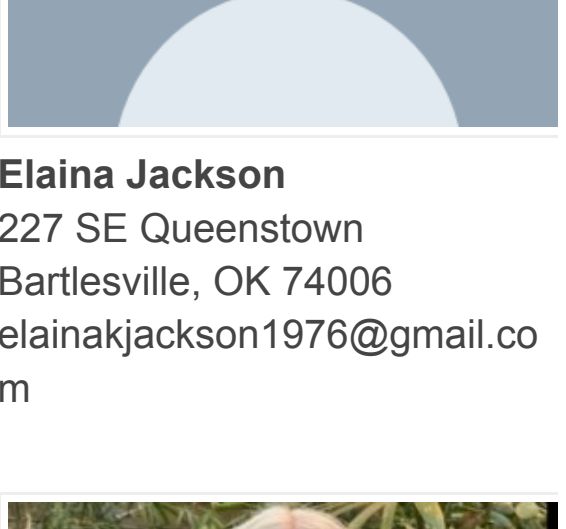 Elaina Jackson
227 SE Queenstown
Bartlesville, OK 74006
elainakjackson1976@gmail.co
m